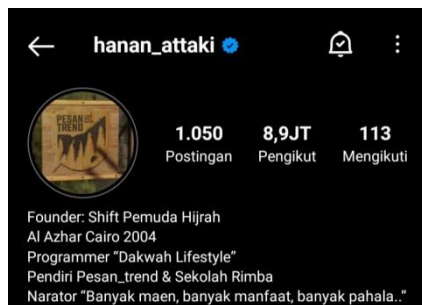 hanan_attaki
1.050 8,9JT 113
Postingan Pengikut Mengikuti
PESAN
TREND
Founder: Shift Pemuda Hijrah
Al Azhar Cairo 2004
Programmer “Dakwah Lifestyle”
Pendiri Pesan_trend & Sekolah Rimba
Narator “Banyak maen, banyak manfaat, banyak pahala..”